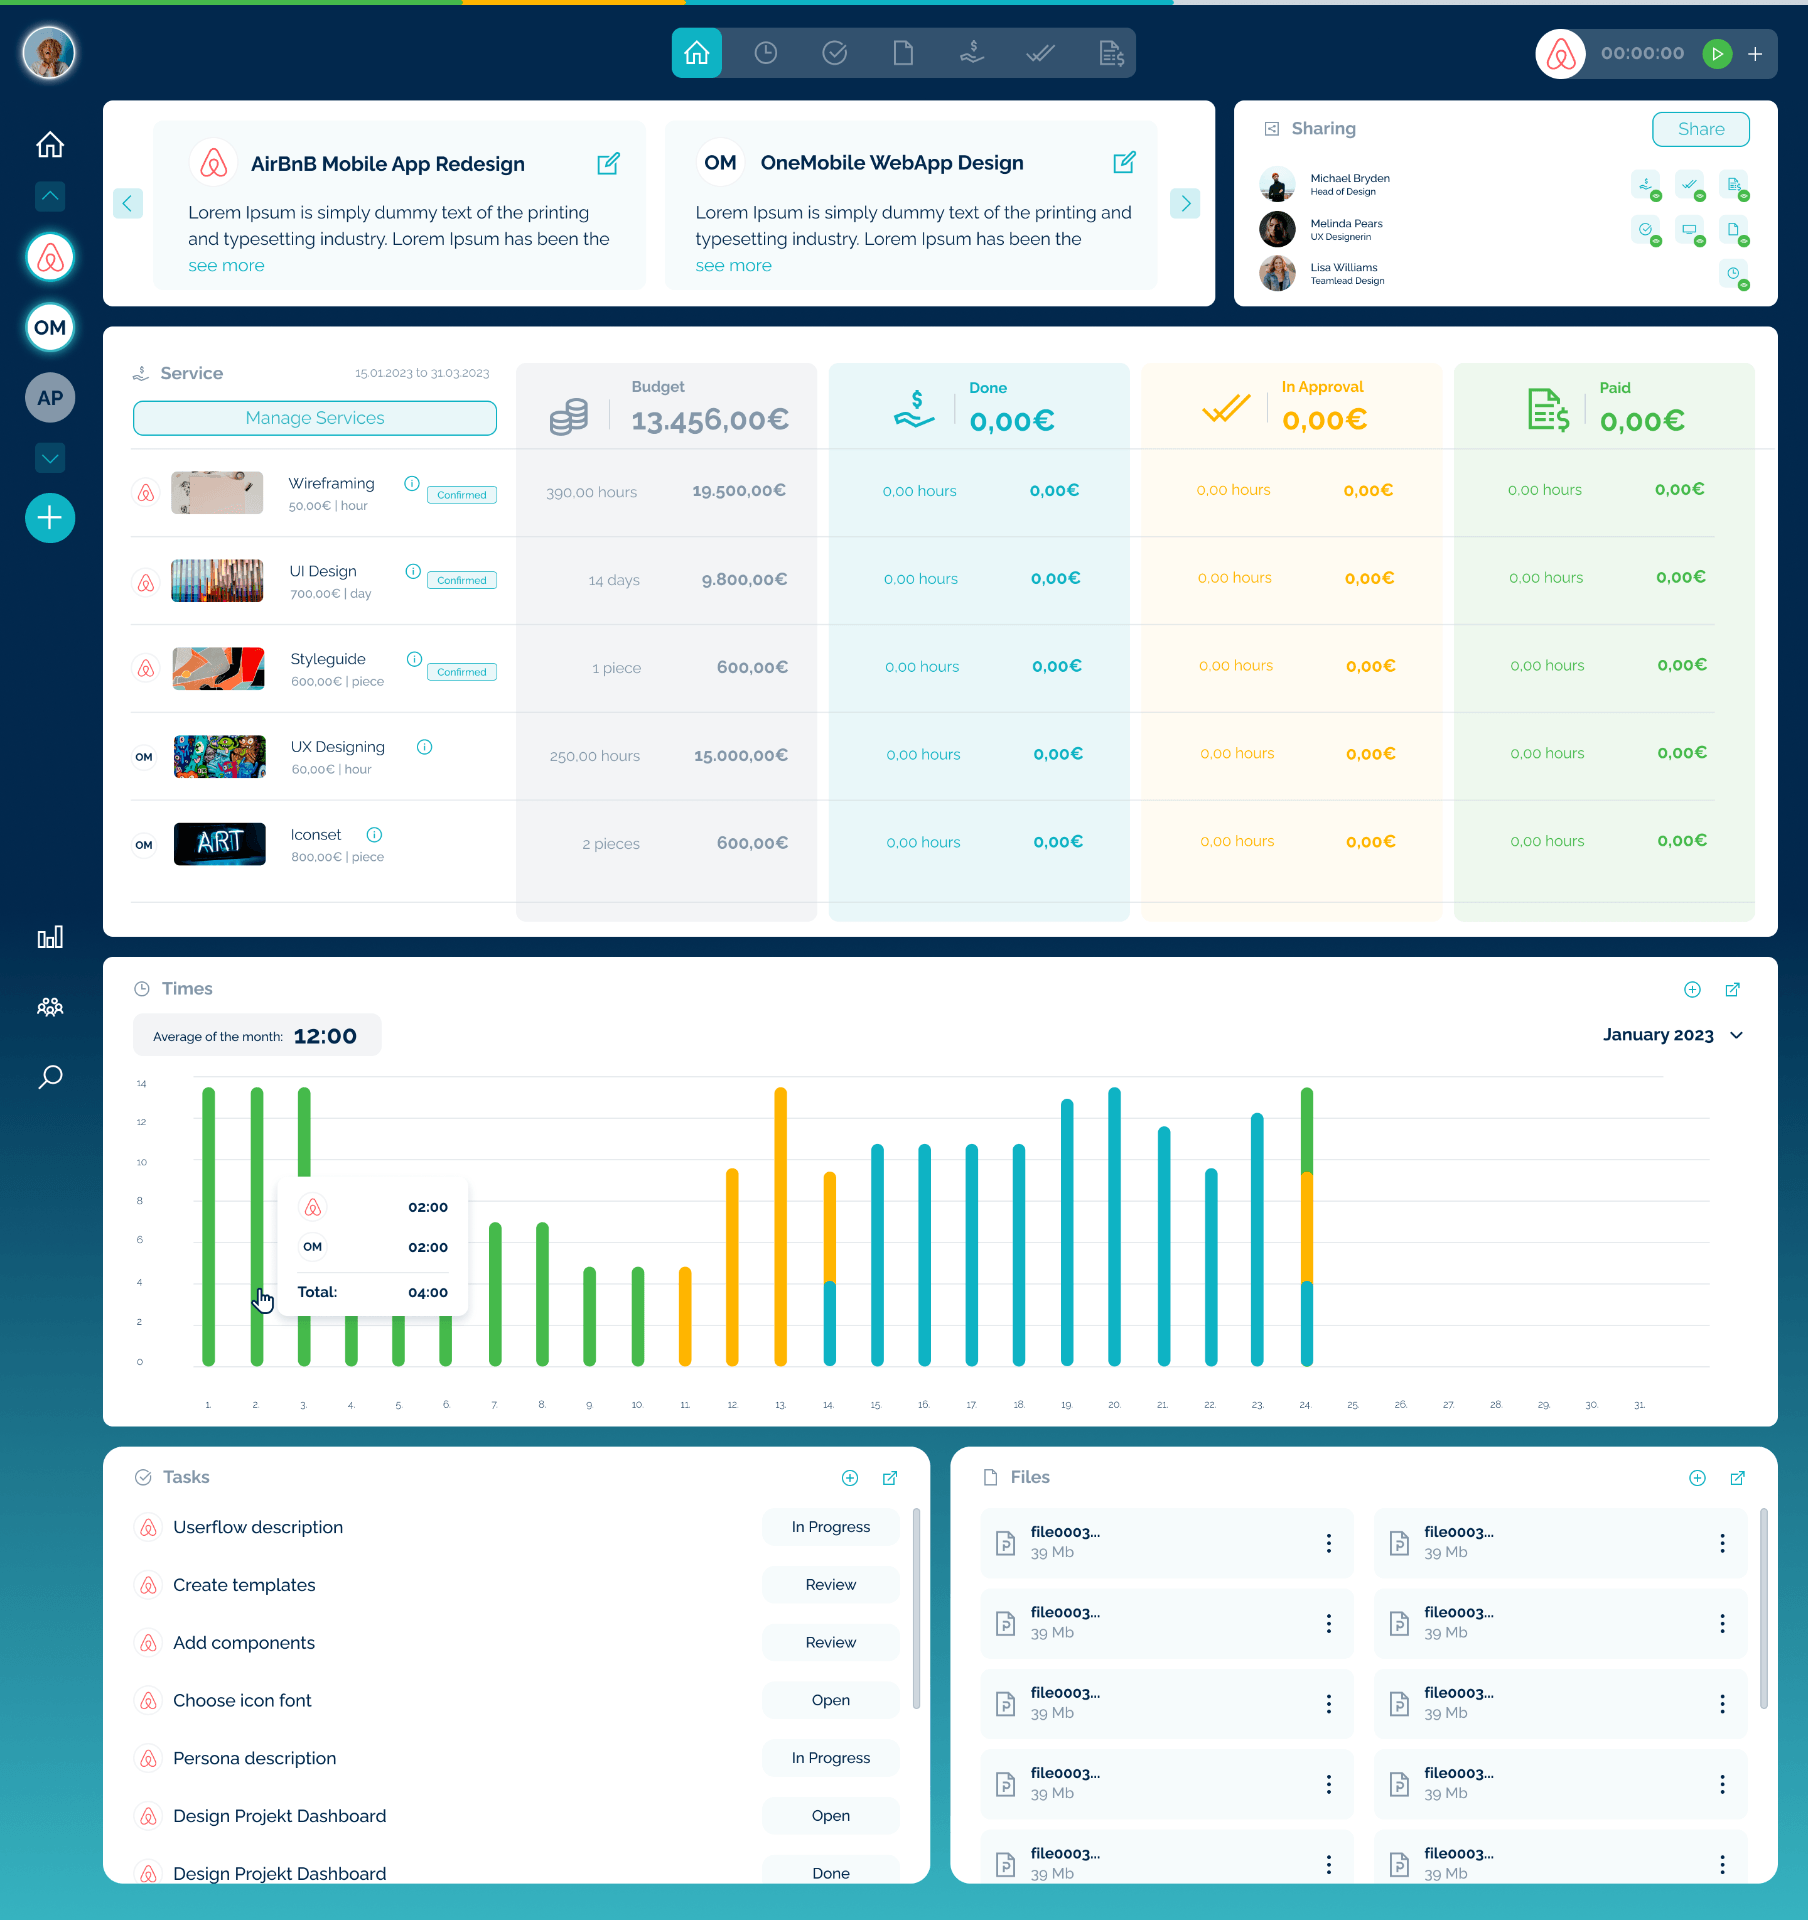 00:00:00
OM
AP
AirBnB Mobile App Redesign
Lorem Ipsum is simply dummy text of the printing
and typesetting industry. Lorem Ipsum has been the
see more
OM
OneMobile WebApp Design
Lorem Ipsum is simply dummy text of the printing and
typesetting industry. Lorem Ipsum has been the
see more
Sharing
Share
Michael Bryden
Head of Design
Melinda Pears
UX Designerin
Lisa Williams
Teamlead Design
Service
15.01.2023 to 31.03.2023
Manage Services
Budget
13.456,00€
Done
0,00€
In Approval
0,00€
Paid
0,00€
Wireframing
50,00€ | hour
Confirmed
390,00 hours
19.500,00€
0,00 hours
0,00€
0,00 hours
0,00€
0,00 hours
0,00€
UI Design
700,00€ | day
Confirmed
14 days
9.800,00€
0,00 hours
0,00€
0,00 hours
0,00€
0,00 hours
0,00€
Styleguide
600,00€ | piece
Confirmed
1 piece
600,00€
0,00 hours
0,00€
0,00 hours
0,00€
0,00 hours
0,00€
OM
UX Designing
60,00€ | hour
250,00 hours
15.000,00€
0,00 hours
0,00€
0,00 hours
0,00€
0,00 hours
0,00€
OM
ART
Iconset
800,00€ | piece
2 pieces
600,00€
0,00 hours
0,00€
0,00 hours
0,00€
0,00 hours
0,00€
Times
Average of the month: 12:00
January 2023
14
12
10
8
6
4
2
0
02:00
OM 02:00
Total: 04:00
1. 2. 3. 4. 5. 6. 7. 8. 9. 10. 11. 12. 13. 14. 15. 16. 17. 18. 19. 20. 21. 22. 23. 24. 25. 26. 27. 28. 29. 30. 31.
Tasks
Userflow description In Progress
Create templates Review
Add components Review
Choose icon font Open
Persona description In Progress
Design Projekt Dashboard Open
Design Projekt Dashboard Done
Files
file0003...
39 Mb
file0003...
39 Mb
file0003...
39 Mb
file0003...
39 Mb
file0003...
39 Mb
file0003...
39 Mb
file0003...
39 Mb
file0003...
39 Mb
file0003...
39 Mb
file0003...
39 Mb